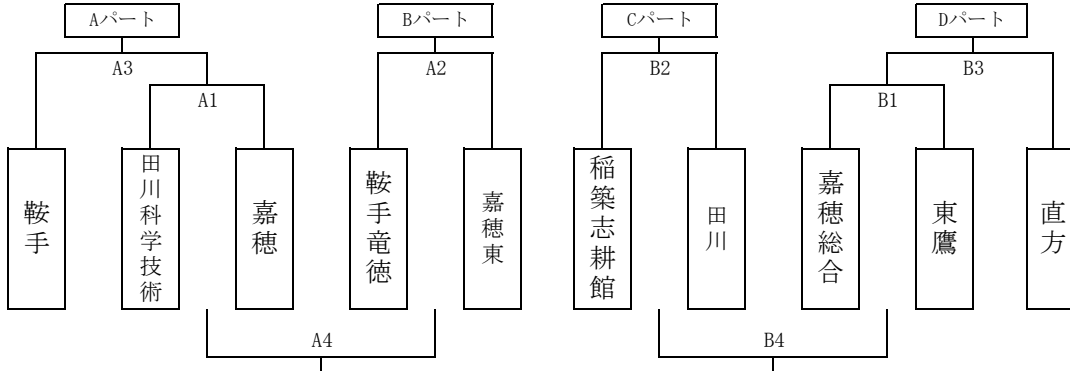 Aパート
Bパート
Cパート
Dパート
A3
A2
B2
B3
A1
B1
鞍手
田川科学技術
嘉穂
鞍手竜徳
嘉穂東
稲築志耕館
田川
嘉穂総合
東鷹
直方
A4
B4